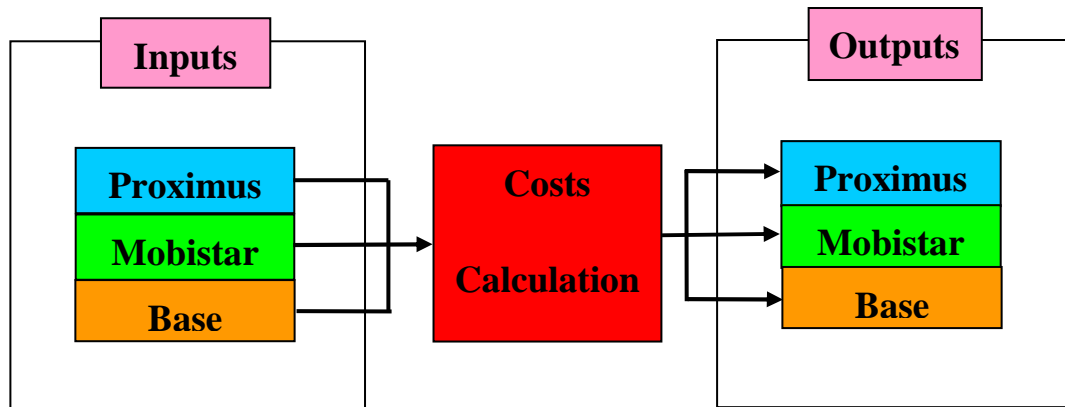 Inputs
Proximus
Mobistar
Base
Costs
Calculation
Outputs
Proximus
Mobistar
Base